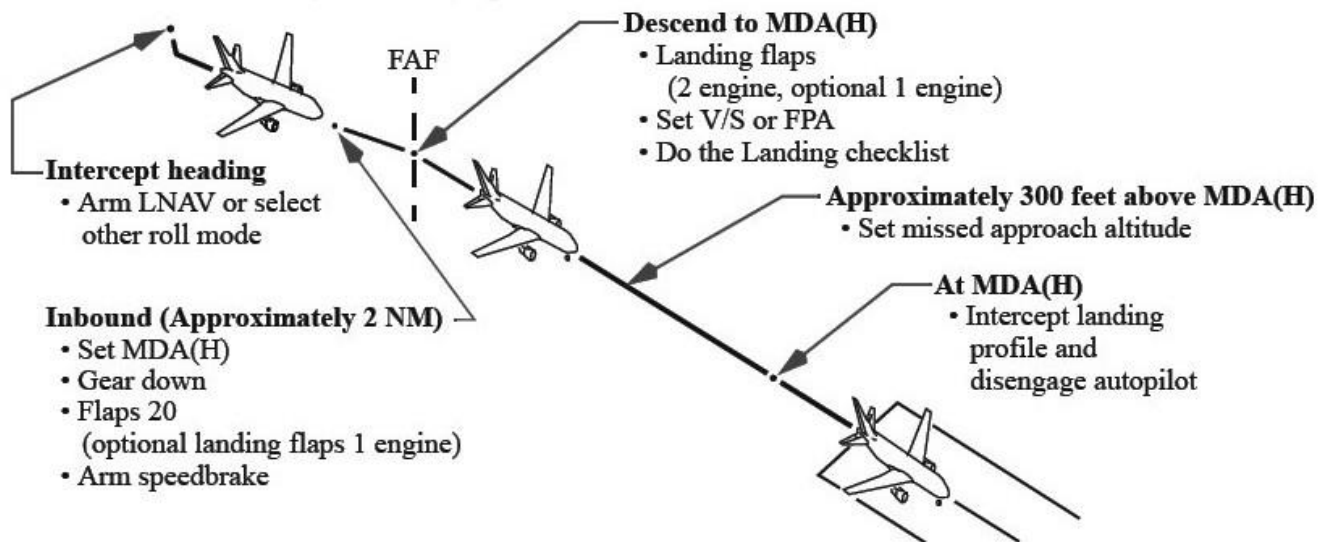 Descend to MDA(H)
• Landing flaps
(2 engine, optional 1 engine)
• Set V/S or FPA
• Do the Landing checklist
FAF
Intercept heading
• Arm LNAV or select
other roll mode
Approximately 300 feet above MDA(H)
• Set missed approach altitude
At MDA(H)
• Intercept landing
profile and
disengage autopilot
Inbound (Approximately 2 NM)
• Set MDA(H)
• Gear down
• Flaps 20
(optional landing flaps 1 engine)
• Arm speedbrake